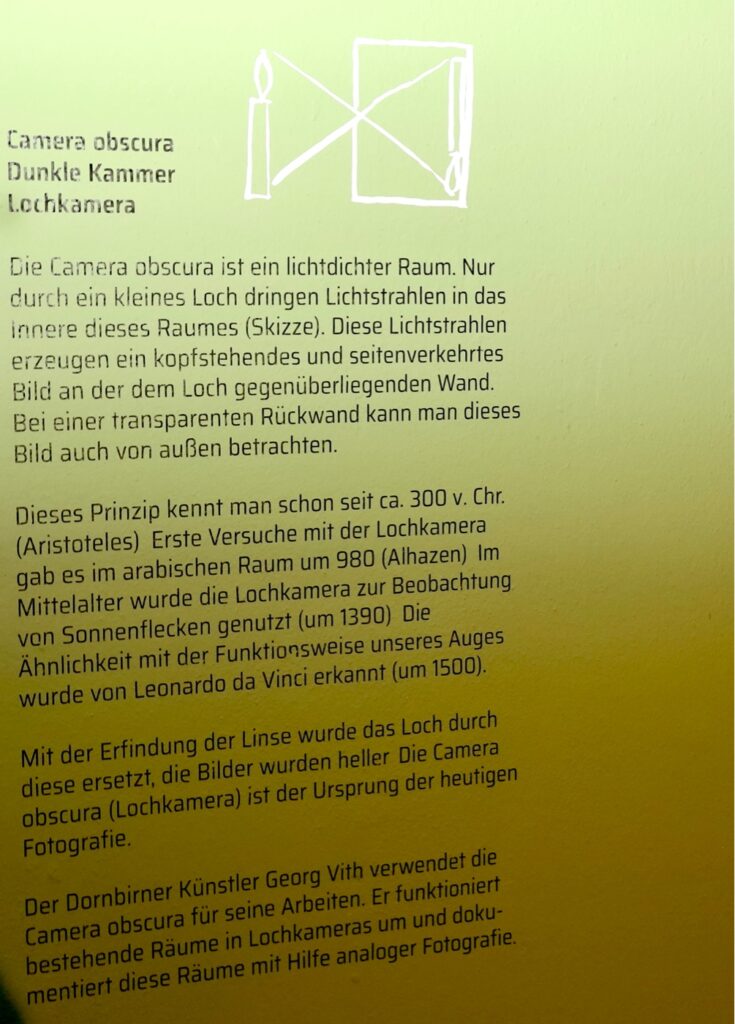 Camera obscura
Dunkle Kammer
Lochkamera
Die Camera obscura ist ein lichtdichter Raum. Nur
durch ein kleines Loch dringen Lichtstrahlen in das
Innere dieses Raumes (Skizze). Diese Lichtstrahlen
erzeugen ein kopfstehendes und seitenverkehrtes
Bild an der dem Loch gegenüberliegenden Wand.
Bei einer transparenten Rückwand kann man dieses
Bild auch von außen betrachten.
Dieses Prinzip kennt man schon seit ca. 300 v. Chr.
(Aristoteles) Erste Versuche mit der Lochkamera
gab es im arabischen Raum um 980 (Alhazen) Im
Mittelalter wurde die Lochkamera zur Beobachtung
von Sonnenflecken genutzt (um 1390) Die
Ähnlichkeit mit der Funktionsweise unseres Auges
wurde von Leonardo da Vinci erkannt (um 1500).
Mit der Erfindung der Linse wurde das Loch durch
diese ersetzt, die Bilder wurden heller Die Camera
obscura (Lochkamera) ist der Ursprung der heutigen
Fotografie.
Der Dornbirner Künstler Georg Vith verwendet die
Camera obscura für seine Arbeiten. Er funktioniert
bestehende Räume in Lochkameras um und doku-
mentiert diese Räume mit Hilfe analoger Fotografie.